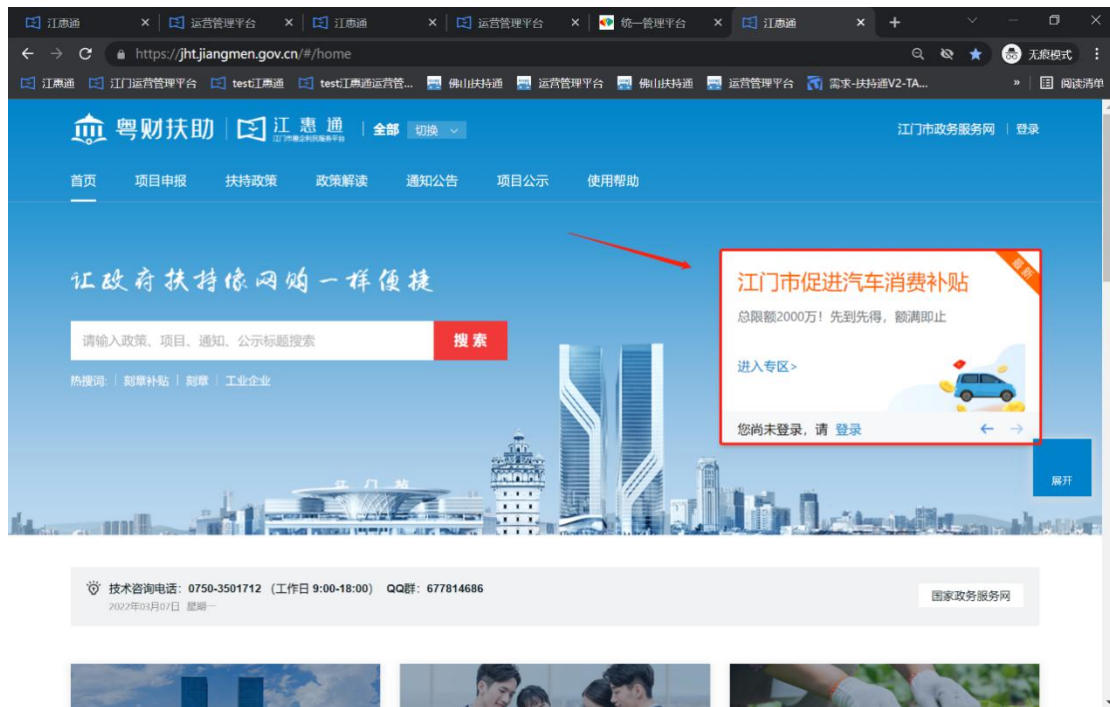 江惠通 运营管理平台 江惠通 运营管理平台 统一管理平台 江惠通
https://jht.jiangmen.gov.cn/#/home 无痕模式
江惠通 江门运营管理平台 test江惠通 test江惠通运营管... 佛山扶持通 运营管理平台 佛山扶持通 运营管理平台 需求-扶持通V2-TA... » 阅读清单
粤财扶助 江惠通 全部 切换 江门市政务服务网 登录
江门市惠企利民服务平台
首页 项目申报 扶持政策 政策解读 通知公告 项目公示 使用帮助
让政府扶持像网购一样便捷
请输入政策、项目、通知、公示标题搜索 搜索
热搜词: 刻章补贴 刻章 工业企业
最新
江门市促进汽车消费补贴
总限额2000万！先到先得，额满即止
进入专区>
您尚未登录，请 登录
展开
江门站
技术咨询电话：0750-3501712 （工作日 9:00-18:00） QQ群：677814686
2022年03月07日 星期一
国家政务服务网